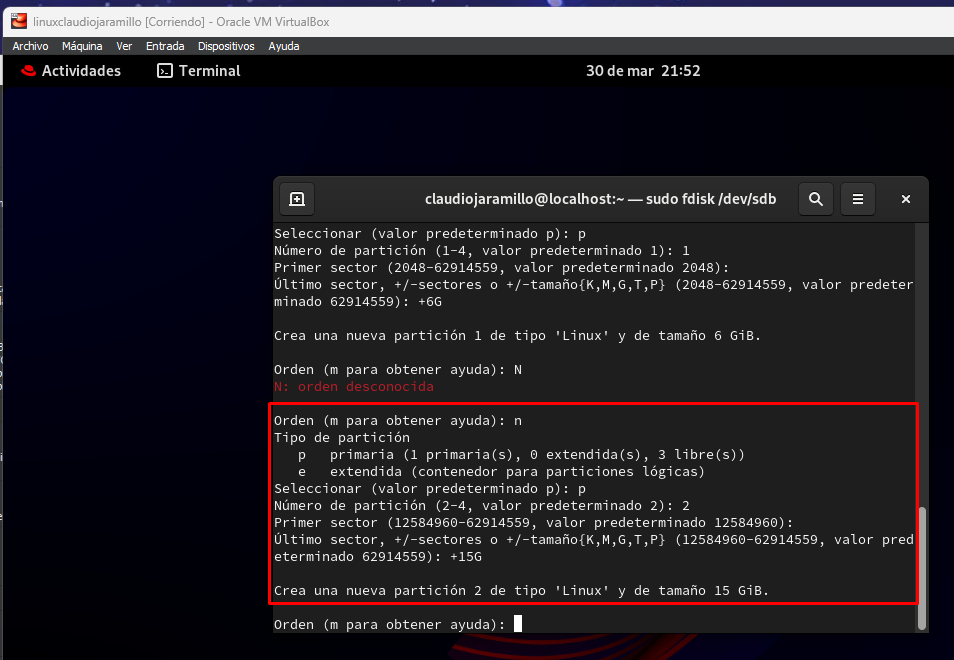 linuxclaudiojaramillo [Corriendo] - Oracle VM VirtualBox
Archivo Máquina Ver Entrada Dispositivos Ayuda
Actividades Terminal 30 de mar 21:52
claudiojaramillo@localhost:~ — sudo fdisk /dev/sdb
Seleccionar (valor predeterminado p): p
Número de partición (1-4, valor predeterminado 1): 1
Primer sector (2048-62914559, valor predeterminado 2048):
Último sector, +/-sectores o +/-tamaño{K,M,G,T,P} (2048-62914559, valor predeter
minado 62914559): +6G
Crea una nueva partición 1 de tipo 'Linux' y de tamaño 6 GiB.
Orden (m para obtener ayuda): N
N: orden desconocida
Orden (m para obtener ayuda): n
Tipo de partición
p primaria (1 primaria(s), 0 extendida(s), 3 libre(s))
e extendida (contenedor para particiones lógicas)
Seleccionar (valor predeterminado p): p
Número de partición (2-4, valor predeterminado 2): 2
Primer sector (12584960-62914559, valor predeterminado 12584960):
Último sector, +/-sectores o +/-tamaño{K,M,G,T,P} (12584960-62914559, valor pred
eterminado 62914559): +15G
Crea una nueva partición 2 de tipo 'Linux' y de tamaño 15 GiB.
Orden (m para obtener ayuda):